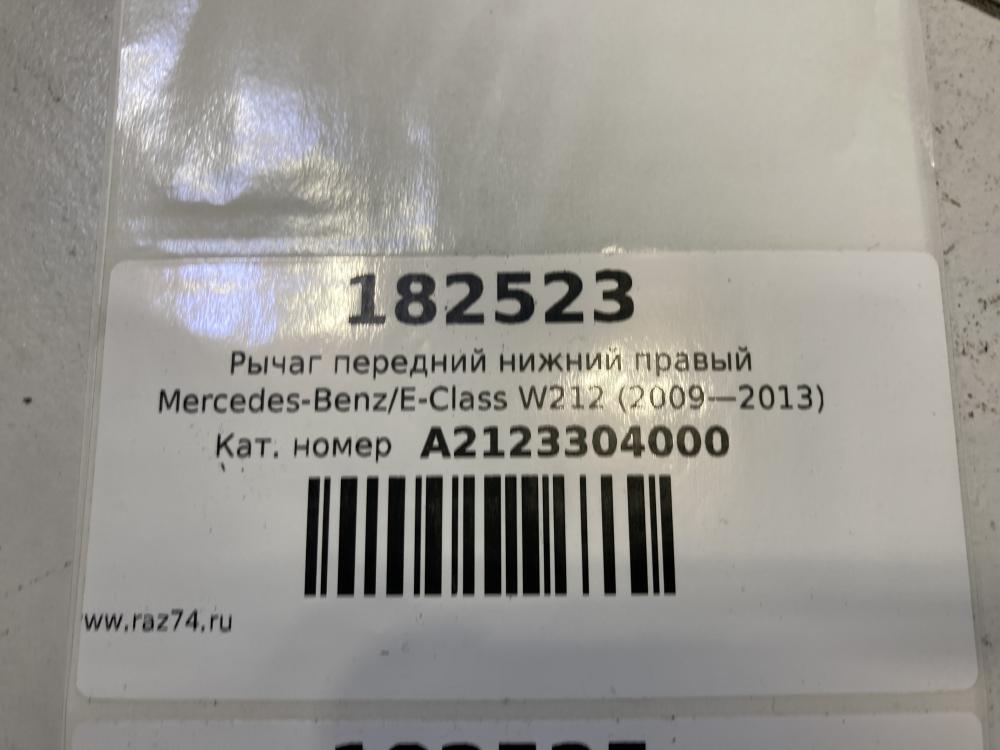 182523
Рычаг передний нижний правый
Mercedes-Benz/E-Class W212 (2009—2013)
Кат. номер A2123304000
www.raz74.ru